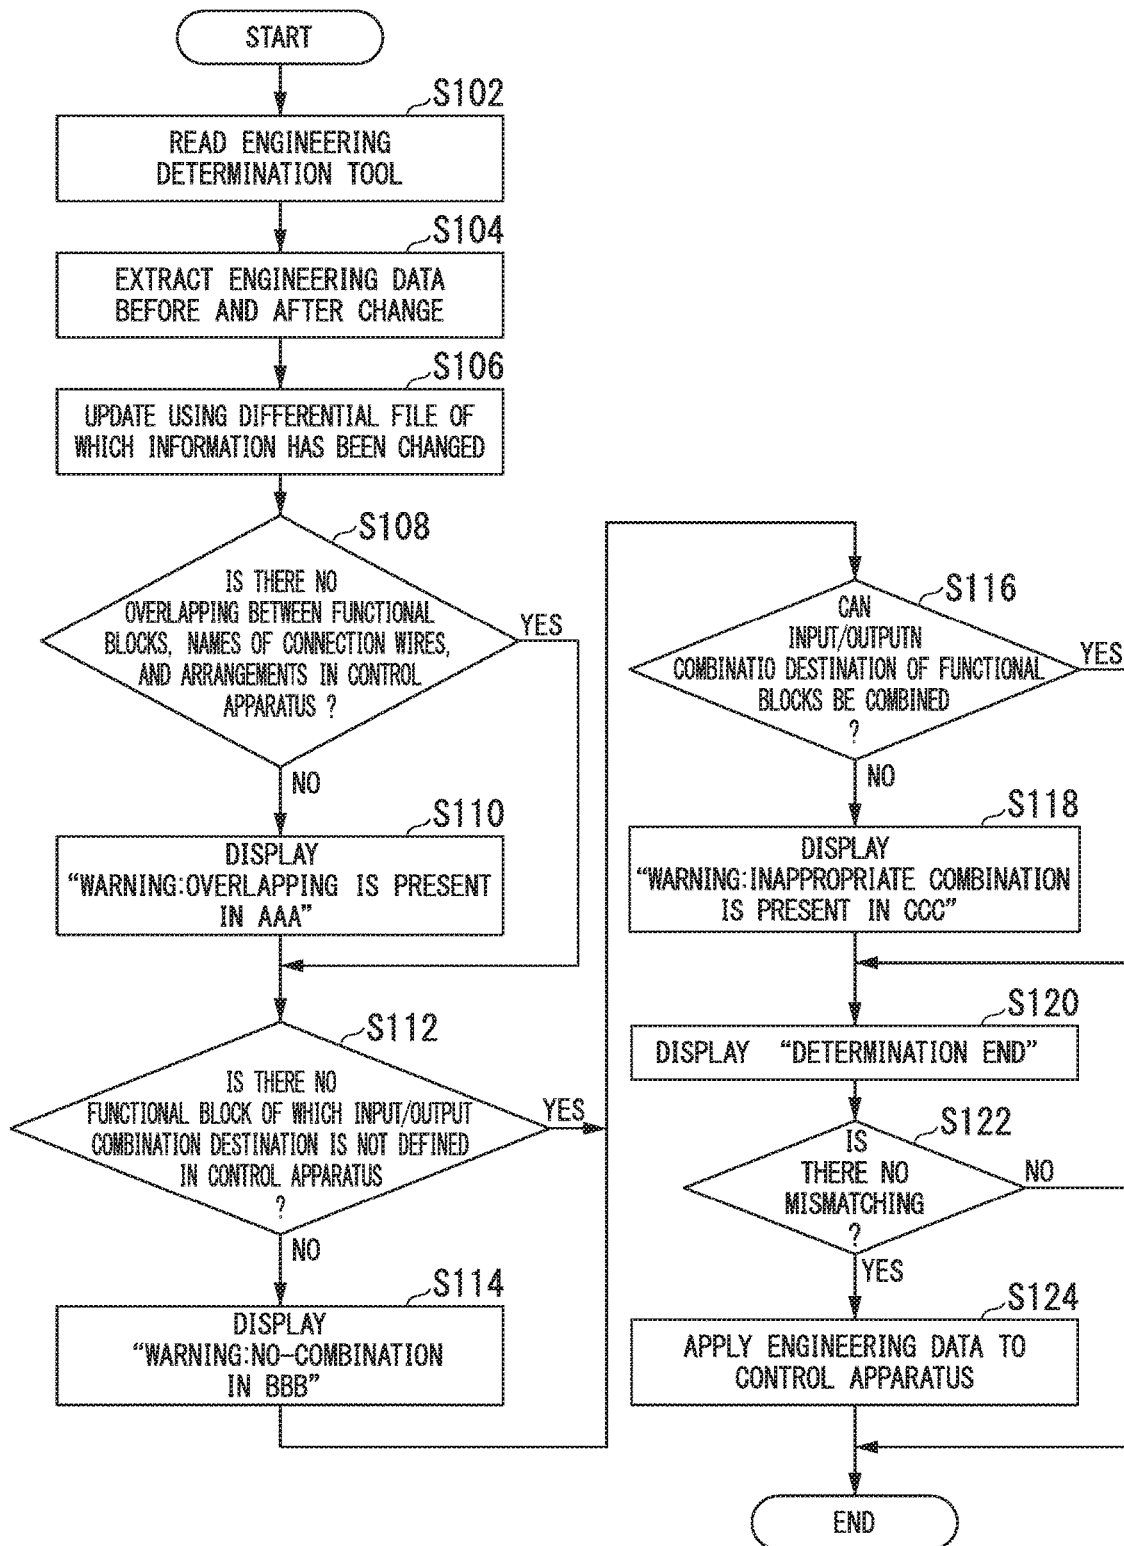 START
S102
READ ENGINEERING
DETERMINATION TOOL
S104
EXTRACT ENGINEERING DATA
BEFORE AND AFTER CHANGE
S106
UPDATE USING DIFFERENTIAL FILE OF
WHICH INFORMATION HAS BEEN CHANGED
S108
IS THERE NO
OVERLAPPING BETWEEN FUNCTIONAL
BLOCKS, NAMES OF CONNECTION WIRES,
AND ARRANGEMENTS IN CONTROL
APPARATUS ?
YES
NO
S110
DISPLAY
“WARNING:OVERLAPPING IS PRESENT
IN AAA”
S112
IS THERE NO
FUNCTIONAL BLOCK OF WHICH INPUT/OUTPUT
COMBINATION DESTINATION IS NOT DEFINED
IN CONTROL APPARATUS
?
YES
NO
S114
DISPLAY
“WARNING:NO-COMBINATION
IN BBB”
S116
CAN
INPUT/OUTPUTN
COMBINATIO DESTINATION OF FUNCTIONAL
BLOCKS BE COMBINED
?
YES
NO
S118
DISPLAY
“WARNING:INAPPROPRIATE COMBINATION
IS PRESENT IN CCC”
S120
DISPLAY “DETERMINATION END”
S122
IS
THERE NO
MISMATCHING
?
NO
YES
S124
APPLY ENGINEERING DATA TO
CONTROL APPARATUS
END